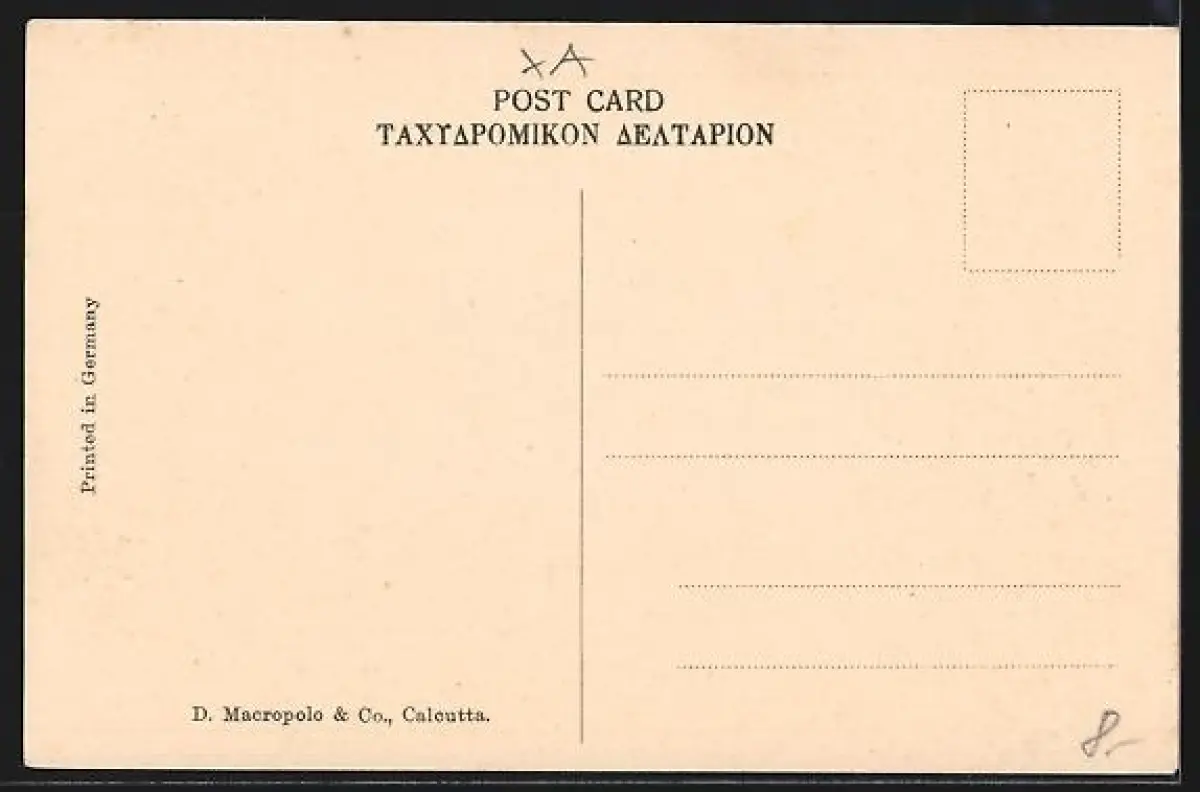 XA
POST CARD
ΤΑΧΥΔΡΟΜΙΚΟΝ ΔΕΛΤΑΡΙΟΝ
Printed in Germany
D. Macropolo & Co., Calcutta.
8.-